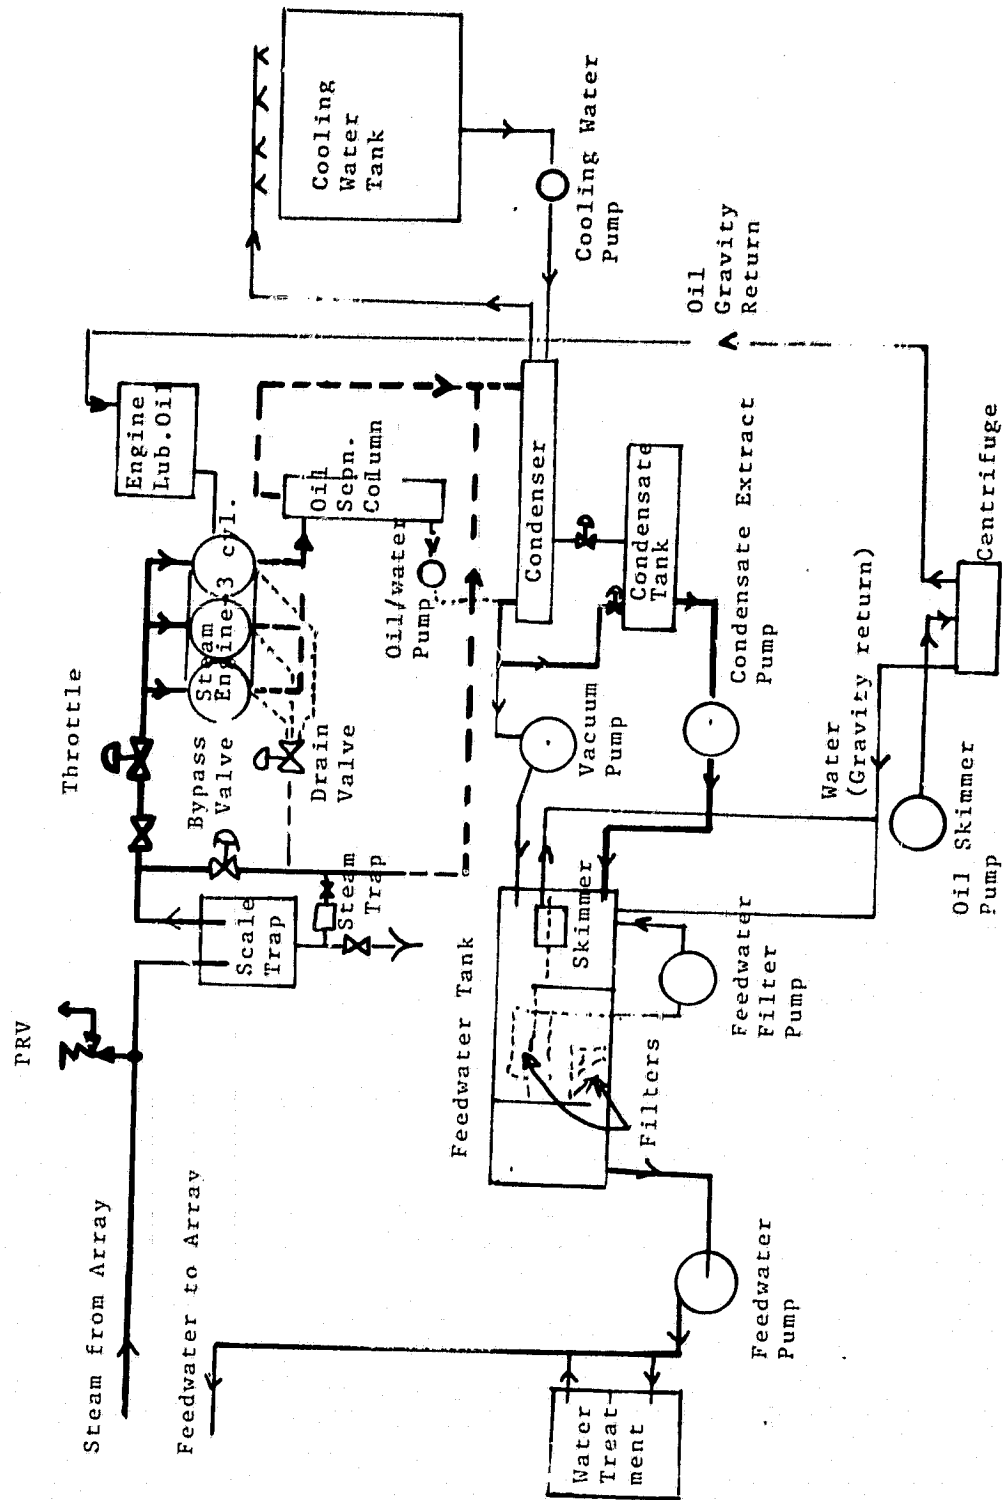 Steam from Array
Feedwater to Array
PRV
Throttle
Bypass
Valve
Scale
Trap
Steam
Trap
Drain
Valve
Steam
Engine-3 cyl.
Engine
Lub.Oil
Oil
Sepn.
Column
Oil/water
Pump
Cooling
Water
Tank
Cooling Water
Pump
Oil
Gravity
Return
Condenser
Condensate
Tank
Condensate Extract
Pump
Vacuum
Pump
Water
(Gravity return)
Centrifuge
Oil Skimmer
Pump
Skimmer
Feedwater Tank
Feedwater
Filter
Pump
Filters
Feedwater
Pump
Water
Treat-
ment